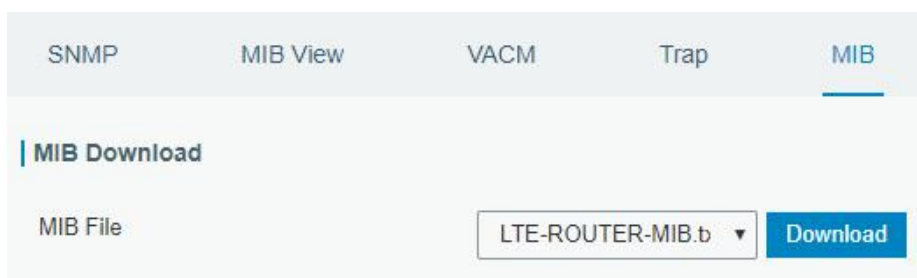 SNMP MIB View VACM Trap MIB
MIB Download
MIB File LTE-ROUTER-MIB.t Download